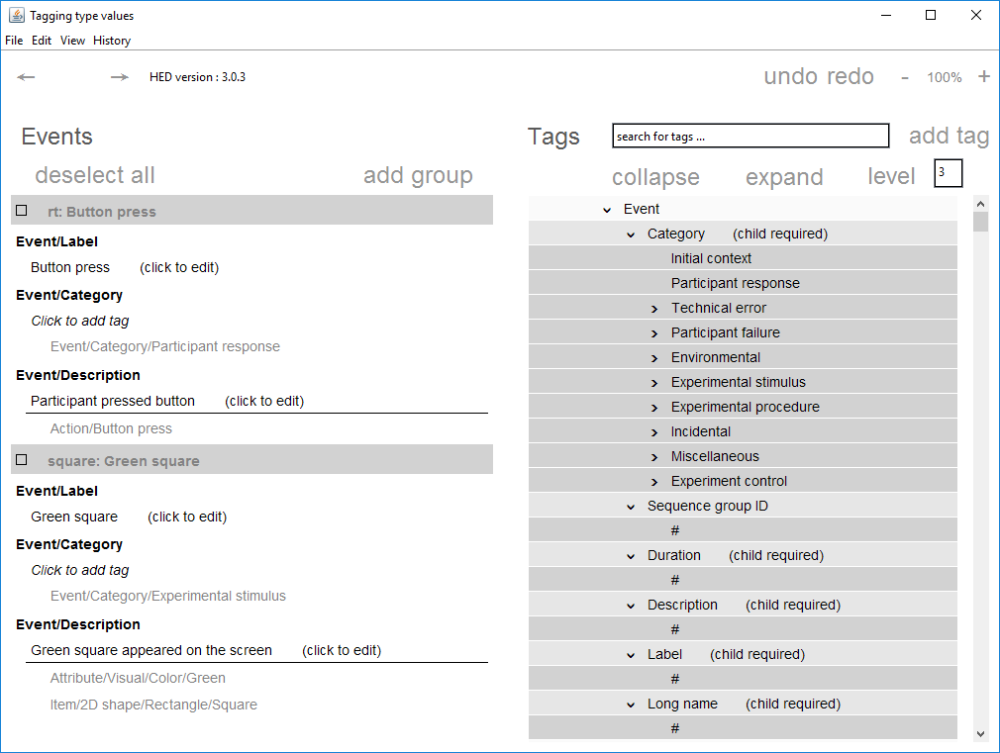 Tagging type values
File Edit View History
HED version : 3.0.3
undo redo - 100% +
Events
deselect all add group
rt: Button press
Event/Label
Button press (click to edit)
Event/Category
Click to add tag
Event/Category/Participant response
Event/Description
Participant pressed button (click to edit)
Action/Button press
square: Green square
Event/Label
Green square (click to edit)
Event/Category
Click to add tag
Event/Category/Experimental stimulus
Event/Description
Green square appeared on the screen (click to edit)
Attribute/Visual/Color/Green
Item/2D shape/Rectangle/Square
Tags search for tags ... add tag
collapse expand level 3
Event
Category (child required)
Initial context
Participant response
Technical error
Participant failure
Environmental
Experimental stimulus
Experimental procedure
Incidental
Miscellaneous
Experiment control
Sequence group ID
#
Duration (child required)
#
Description (child required)
#
Label (child required)
#
Long name (child required)
#